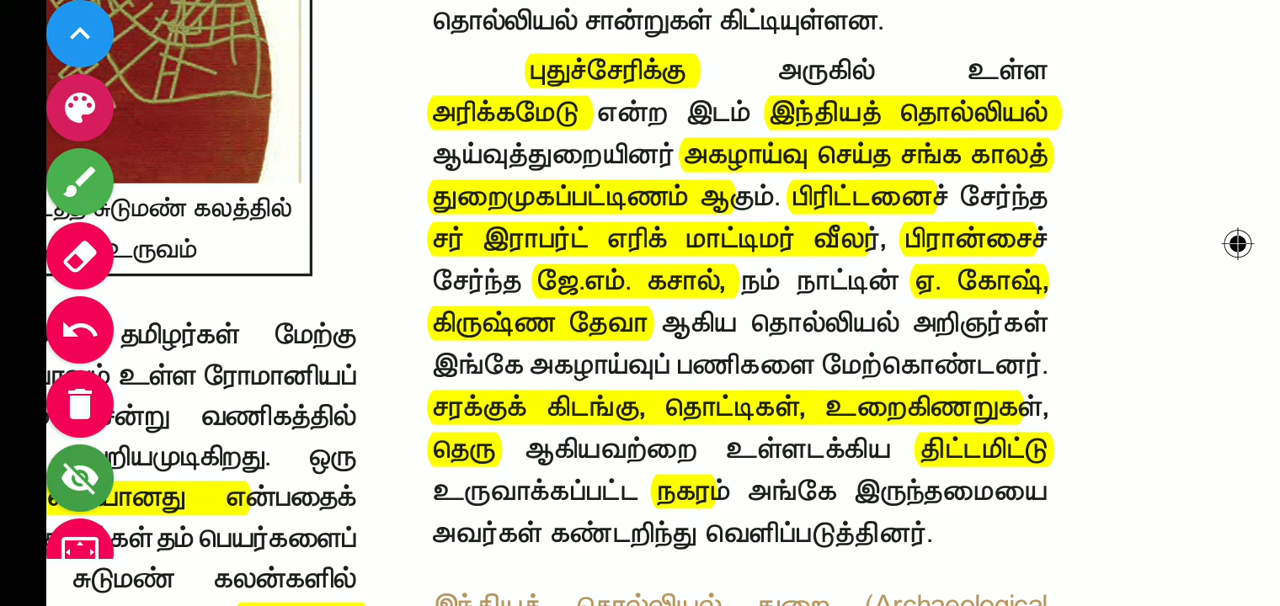 சுடுமண் கலத்தில்
உருவம்
தமிழர்கள் மேற்கு
உள்ள ரோமானியப்
வணிகத்தில்
ஒரு
என்பதைக்
தம் பெயர்களைப்
சுடுமண் கலன்களில்
தொல்லியல் சான்றுகள் கிட்டியுள்ளன.
புதுச்சேரிக்கு அருகில் உள்ள
அரிக்கமேடு என்ற இடம் இந்தியத் தொல்லியல்
ஆய்வுத்துறையினர் அகழாய்வு செய்த சங்க காலத்
துறைமுகப்பட்டிணம் ஆகும். பிரிட்டனைச் சேர்ந்த
சர் இராபர்ட் எரிக் மாட்டிமர் வீலர், பிரான்சைச்
சேர்ந்த ஜே.எம். கசால், நம் நாட்டின் ஏ. கோஷ்,
கிருஷ்ண தேவா ஆகிய தொல்லியல் அறிஞர்கள்
இங்கே அகழாய்வுப் பணிகளை மேற்கொண்டனர்.
சரக்குக் கிடங்கு, தொட்டிகள், உறைகிணறுகள்,
தெரு ஆகியவற்றை உள்ளடக்கிய திட்டமிட்டு
உருவாக்கப்பட்ட நகரம் அங்கே இருந்தமையை
அவர்கள் கண்டறிந்து வெளிப்படுத்தினர்.
இந்தியத் தொல்லியல் துறை (Archaeological